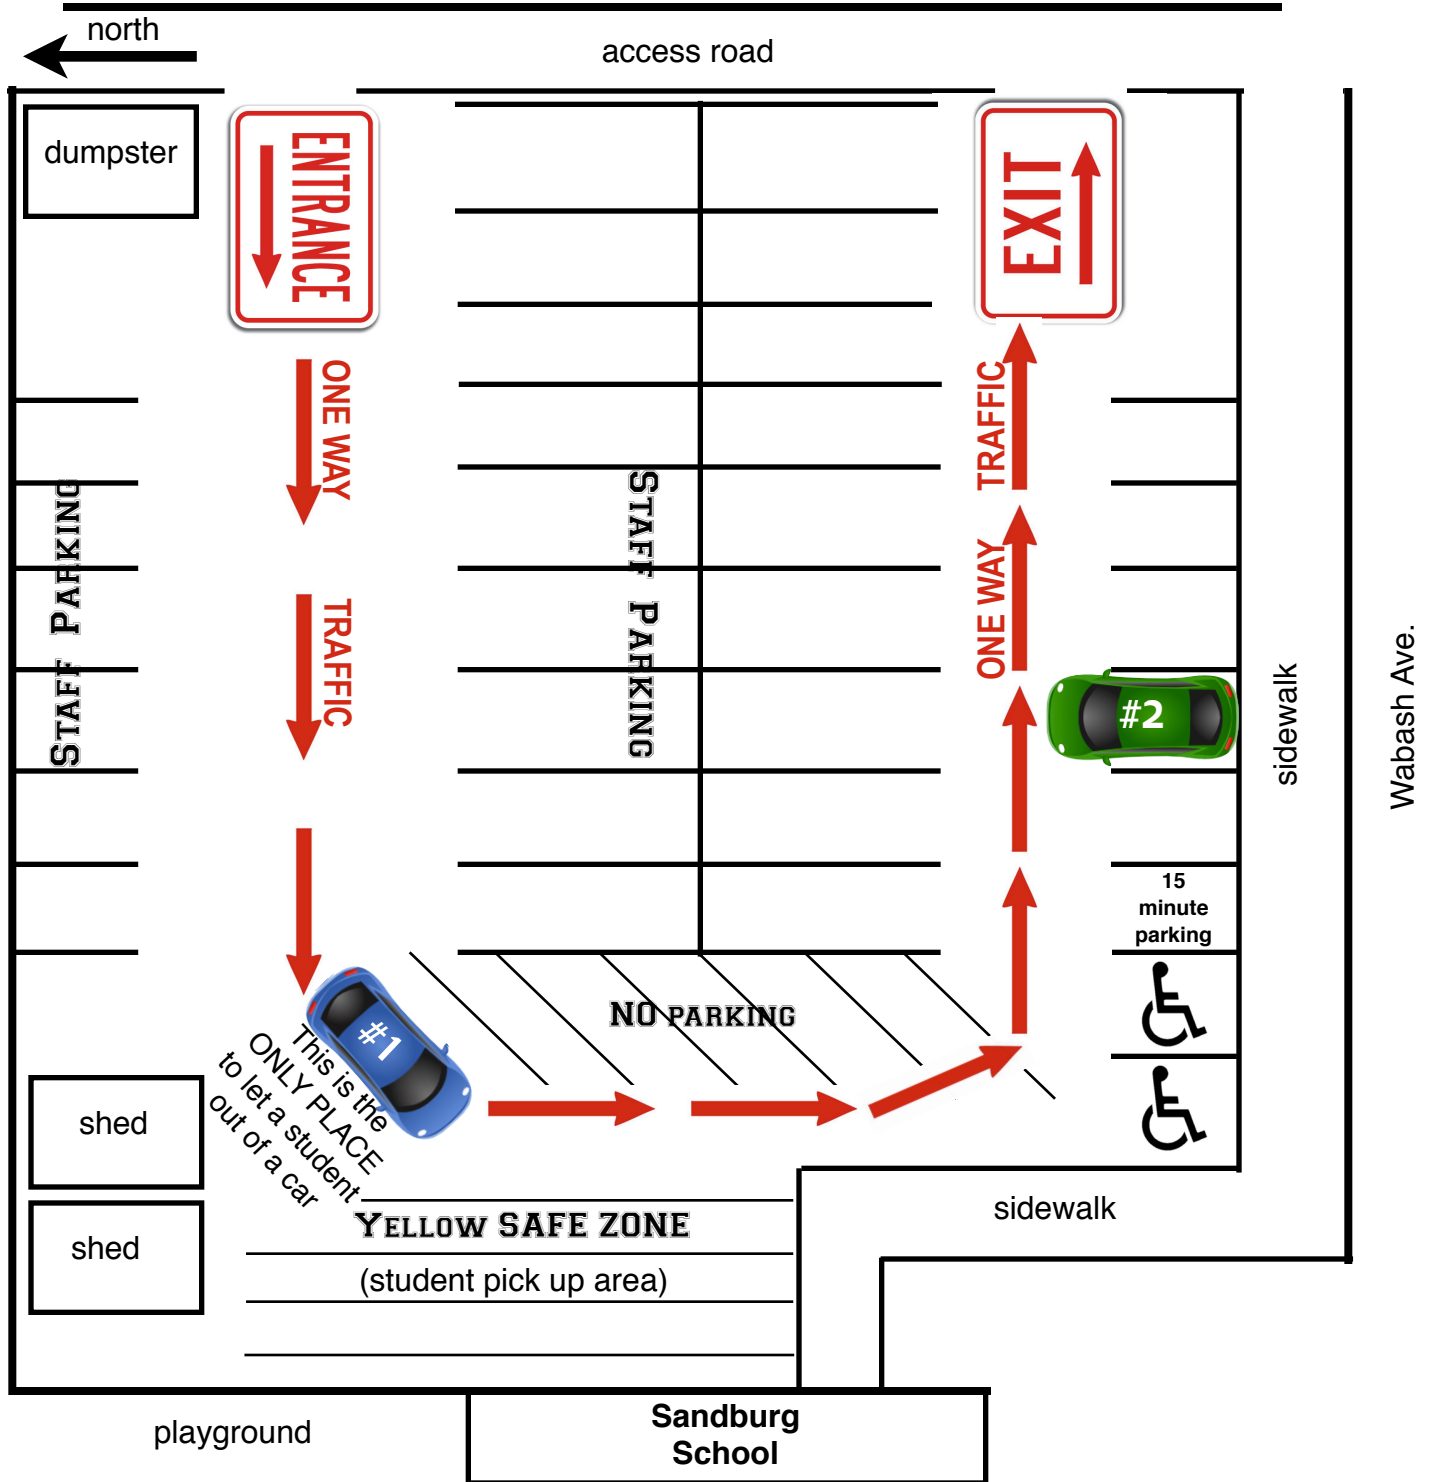 north
access road
dumpster
ENTRANCE
EXIT
ONE WAY
TRAFFIC
ONE WAY TRAFFIC
STAFF PARKING
STAFF PARKING
#2
sidewalk
Wabash Ave.
15
minute
parking
NO PARKING
#1
This is the
ONLY PLACE
to let a student
out of a car
shed
shed
YELLOW SAFE ZONE
(student pick up area)
sidewalk
playground
Sandburg
School